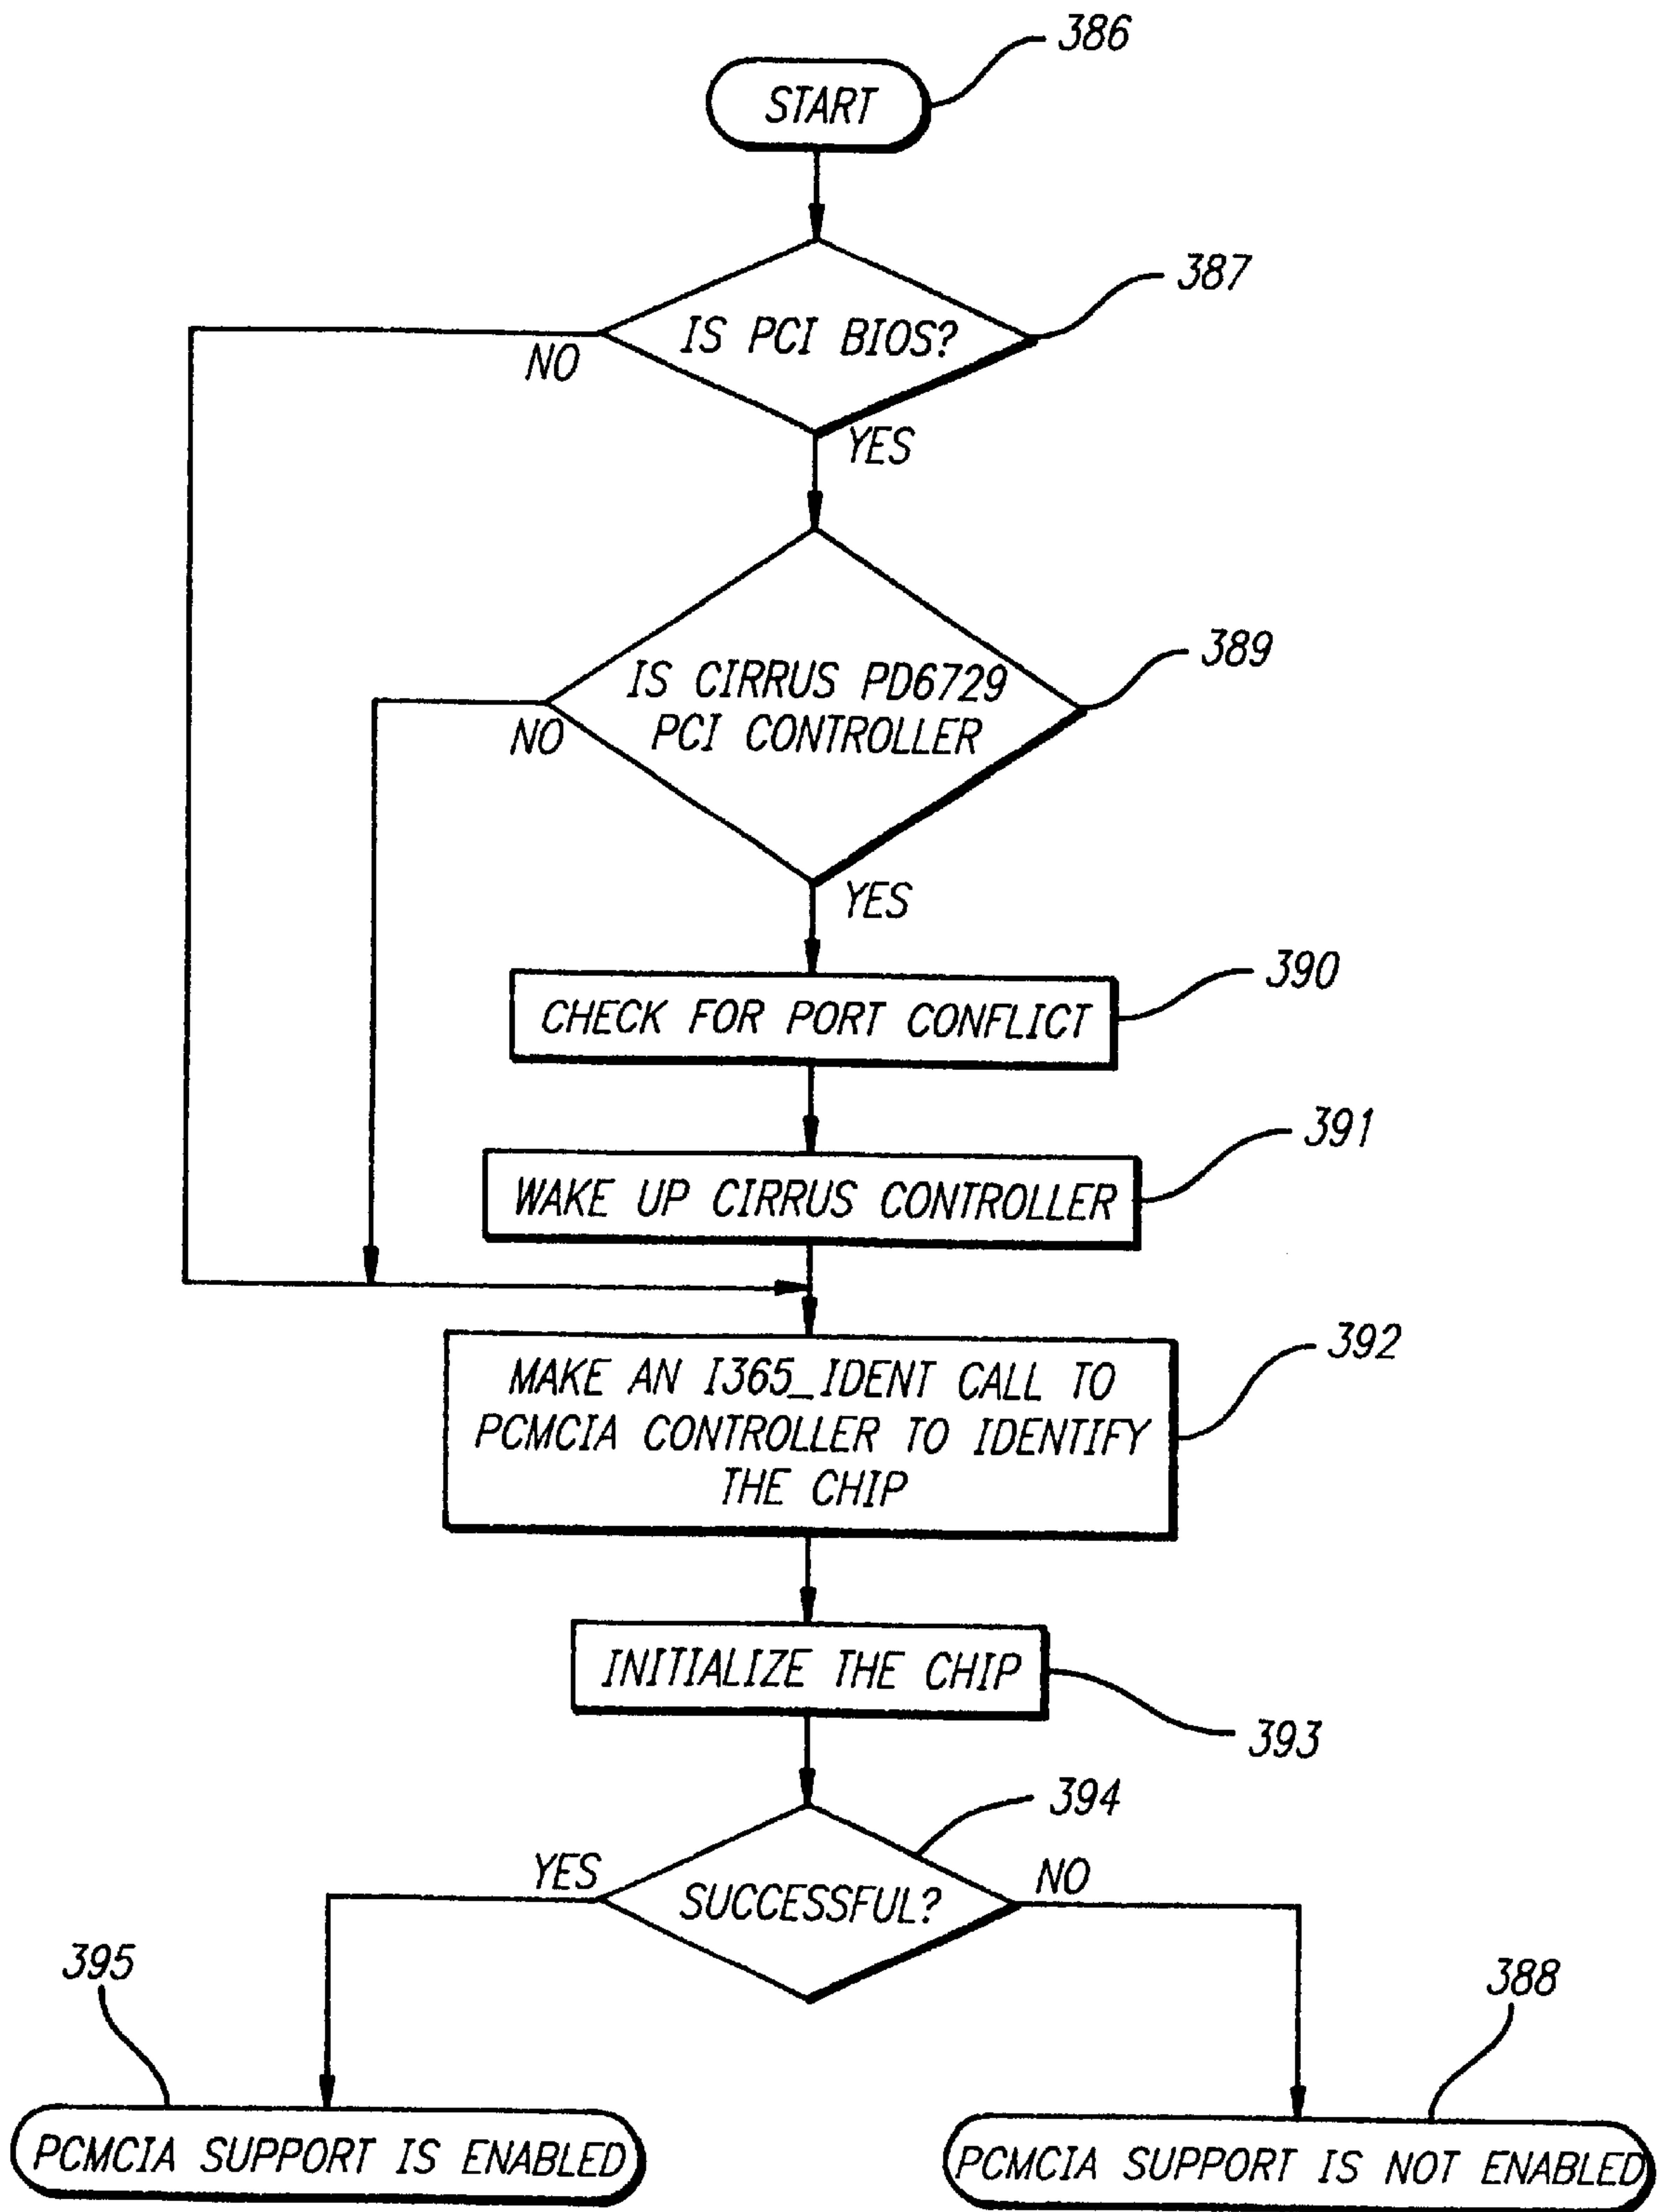 386
START
387
IS PCI BIOS?
NO
YES
389
IS CIRRUS PD6729
PCI CONTROLLER
NO
YES
390
CHECK FOR PORT CONFLICT
391
WAKE UP CIRRUS CONTROLLER
392
MAKE AN I365_IDENT CALL TO
PCMCIA CONTROLLER TO IDENTIFY
THE CHIP
INITIALIZE THE CHIP
393
394
YES
NO
SUCCESSFUL?
395
388
PCMCIA SUPPORT IS ENABLED
PCMCIA SUPPORT IS NOT ENABLED